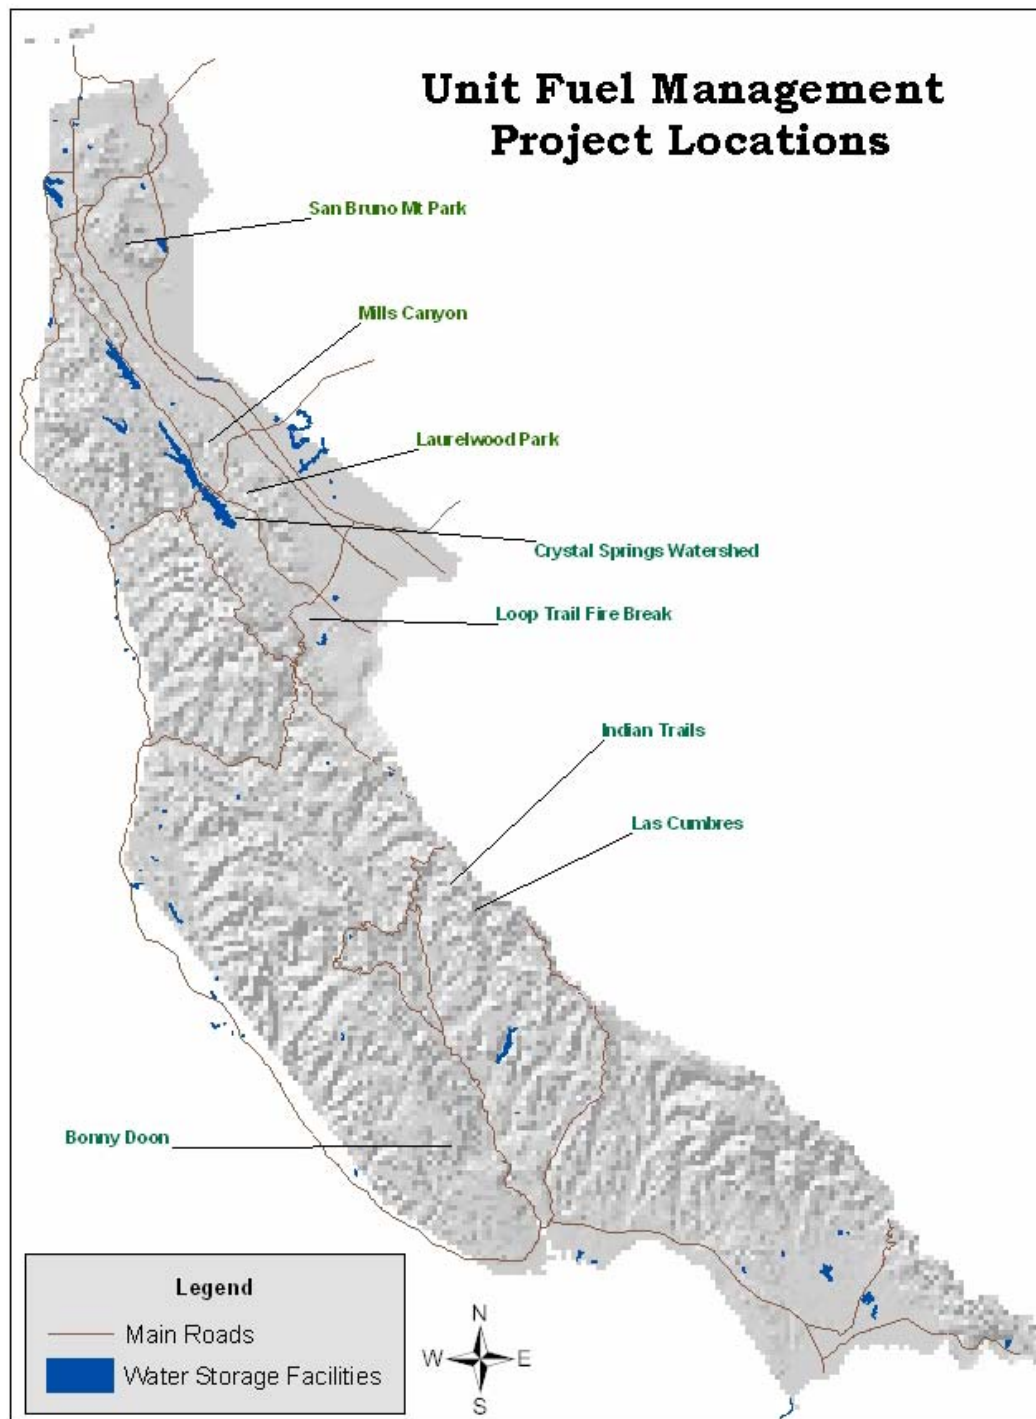 Unit Fuel Management
Project Locations
San Bruno Mt Park
Mills Canyon
Laurelwood Park
Crystal Springs Watershed
Loop Trail Fire Break
Indian Trails
Las Cumbres
Bonny Doon
Legend
Main Roads
Water Storage Facilities
N
W E
S